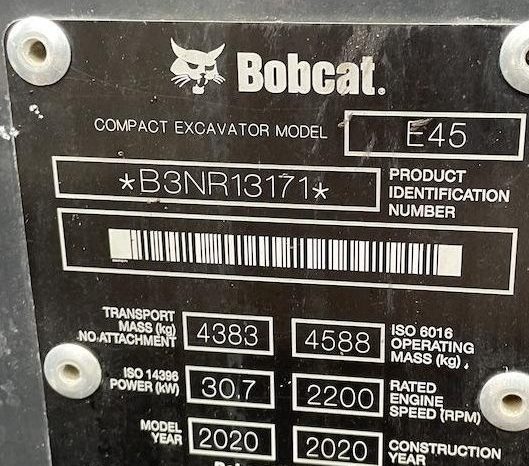 Bobcat.
COMPACT EXCAVATOR MODEL E45
*B3NR13171* PRODUCT
IDENTIFICATION
NUMBER
TRANSPORT
MASS (kg)
NO ATTACHMENT 4383
4588 ISO 6016
OPERATING
MASS (kg)
ISO 14396
POWER (kW) 30.7
2200 RATED
ENGINE
SPEED (RPM)
MODEL
YEAR 2020
2020 CONSTRUCTION
YEAR